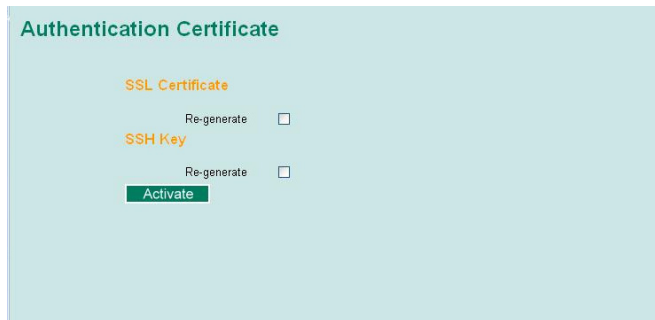 Authentication Certificate
SSL Certificate
Re-generate
SSH Key
Re-generate
Activate